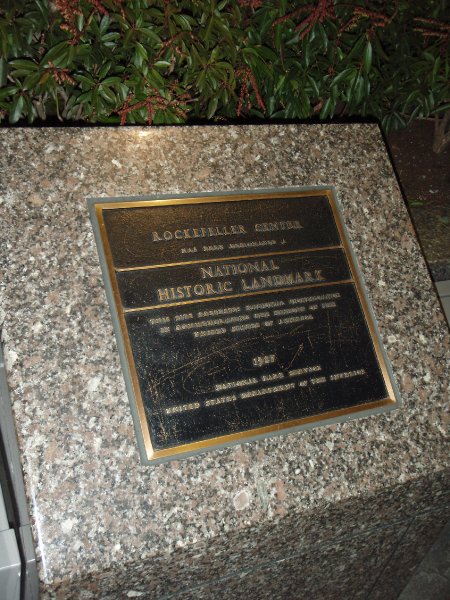 ROCKEFELLER CENTER
HAS BEEN DESIGNATED A
NATIONAL
HISTORIC LANDMARK
THIS SITE POSSESSES NATIONAL SIGNIFICANCE
IN COMMEMORATING THE HISTORY OF THE
UNITED STATES OF AMERICA
1987
NATIONAL PARK SERVICE
UNITED STATES DEPARTMENT OF THE INTERIOR